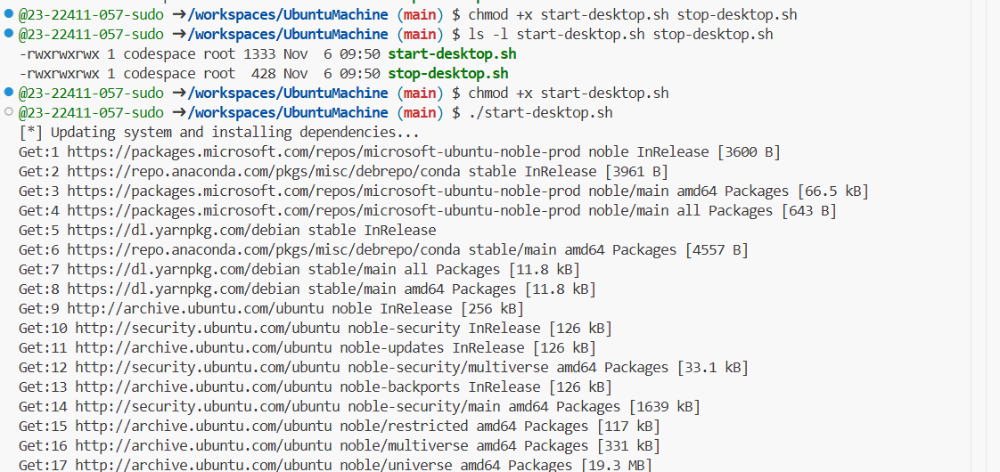 @23-22411-057-sudo ➜/workspaces/UbuntuMachine (main) $ chmod +x start-desktop.sh stop-desktop.sh
@23-22411-057-sudo ➜/workspaces/UbuntuMachine (main) $ ls -l start-desktop.sh stop-desktop.sh
-rwxrwxrwx 1 codespace root 1333 Nov  6 09:50 start-desktop.sh
-rwxrwxrwx 1 codespace root  428 Nov  6 09:50 stop-desktop.sh
@23-22411-057-sudo ➜/workspaces/UbuntuMachine (main) $ chmod +x start-desktop.sh
@23-22411-057-sudo ➜/workspaces/UbuntuMachine (main) $ ./start-desktop.sh
[*] Updating system and installing dependencies...
Get:1 https://packages.microsoft.com/repos/microsoft-ubuntu-noble-prod noble InRelease [3600 B]
Get:2 https://repo.anaconda.com/pkgs/misc/debrepo/conda stable InRelease [3961 B]
Get:3 https://packages.microsoft.com/repos/microsoft-ubuntu-noble-prod noble/main amd64 Packages [66.5 kB]
Get:4 https://packages.microsoft.com/repos/microsoft-ubuntu-noble-prod noble/main all Packages [643 B]
Get:5 https://dl.yarnpkg.com/debian stable InRelease
Get:6 https://repo.anaconda.com/pkgs/misc/debrepo/conda stable/main amd64 Packages [4557 B]
Get:7 https://dl.yarnpkg.com/debian stable/main all Packages [11.8 kB]
Get:8 https://dl.yarnpkg.com/debian stable/main amd64 Packages [11.8 kB]
Get:9 http://archive.ubuntu.com/ubuntu noble InRelease [256 kB]
Get:10 http://security.ubuntu.com/ubuntu noble-security InRelease [126 kB]
Get:11 http://archive.ubuntu.com/ubuntu noble-updates InRelease [126 kB]
Get:12 http://security.ubuntu.com/ubuntu noble-security/multiverse amd64 Packages [33.1 kB]
Get:13 http://archive.ubuntu.com/ubuntu noble-backports InRelease [126 kB]
Get:14 http://security.ubuntu.com/ubuntu noble-security/main amd64 Packages [1639 kB]
Get:15 http://archive.ubuntu.com/ubuntu noble/restricted amd64 Packages [117 kB]
Get:16 http://archive.ubuntu.com/ubuntu noble/multiverse amd64 Packages [331 kB]
Get:17 http://archive.ubuntu.com/ubuntu noble/universe amd64 Packages [19.3 MB]